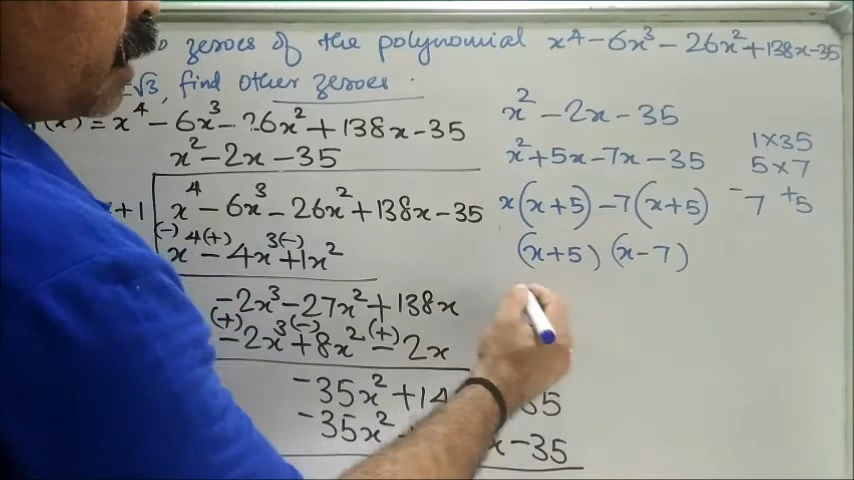 zeroes of the polynomial x⁴ - 6x³ - 26x² + 138x - 35
±√3, find other zeroes.
(x) = x⁴ - 6x³ - 26x² + 138x - 35
x² - 2x - 35
+1 x⁴ - 6x³ - 26x² + 138x - 35
(-) (+) (-)
x⁴ - 4x³ + 1x²
-2x³ - 27x² + 138x
(+) (-) (+)
-2x³ + 8x² - 2x
-35x² + 14 35
-35x² x - 35
x² - 2x - 35
x² + 5x - 7x - 35
x(x+5) - 7(x+5)
(x+5) (x-7)
1×35
5×7
-7 +5